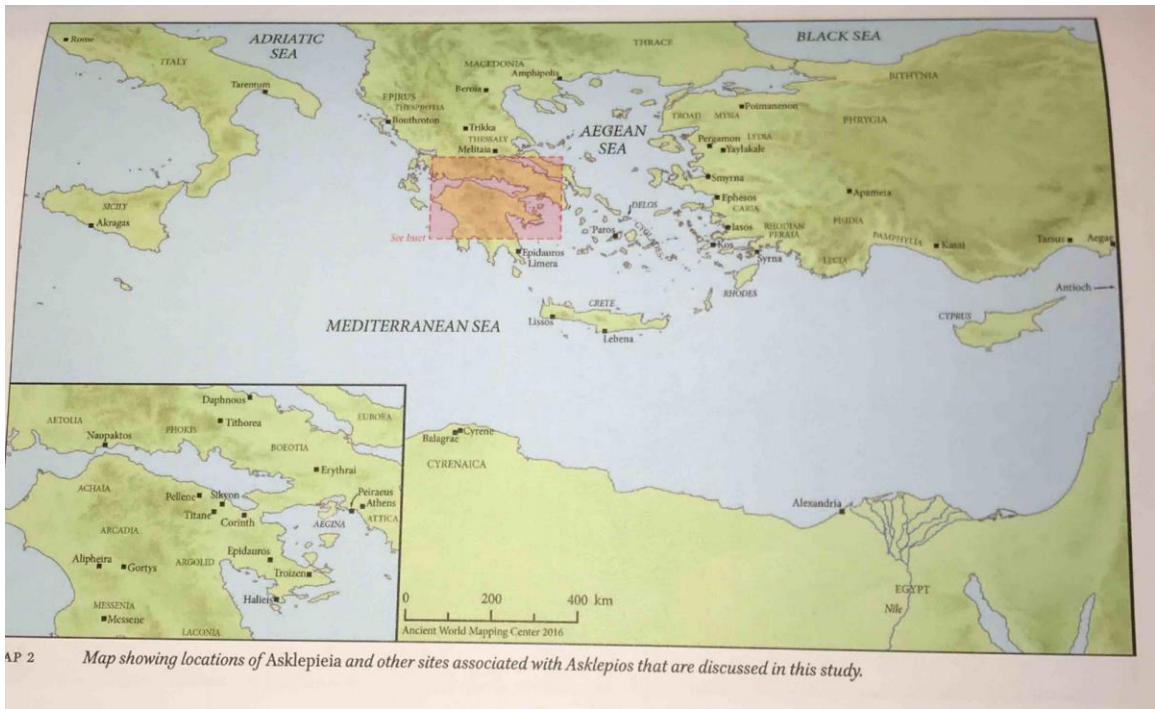 Rome
ITALY
ADRIATIC
SEA
Tarentum
SICILY
Akragas
THRACE
MACEDONIA
Amphipolis
Beroia
EPIRUS
THESPROTIA
Bouthroton
Trikka
THESSALY
Melitaia
AEGEAN
SEA
BLACK SEA
BITHYNIA
Poimanenon
TROAD
MYSIA
PHRYGIA
LYDIA
Pergamon
Yaylakale
Smyrna
Apameia
Ephesos
CARIA
DELOS
Paros
CYCLADES
Iasos
RHODIAN
PERAIA
PISIDIA
PAMPHYLIA
Kos
Syrna
LYCIA
Kasai
Tarsus
Aegae
Antioch
RHODES
CYPRUS
See Inset
Epidauros
Limera
CRETE
Lissos
Lebena
MEDITERRANEAN SEA
Daphnous
AETOLIA
PHOKIS
Tithorea
EUBOEA
Naupaktos
BOEOTIA
Erythrai
ACHAIA
Pellene
Sikyon
Peiraeus
Athens
Titane
Corinth
AEGINA
ATTICA
ARCADIA
Epidauros
Alipheira
Gortys
ARGOLID
Troizen
Halieis
MESSENIA
Messene
LACONIA
Balagrae
Cyrene
CYRENAICA
Alexandria
EGYPT
Nile
0 200 400 km
Ancient World Mapping Center 2016
AP 2 Map showing locations of Asklepieia and other sites associated with Asklepios that are discussed in this study.